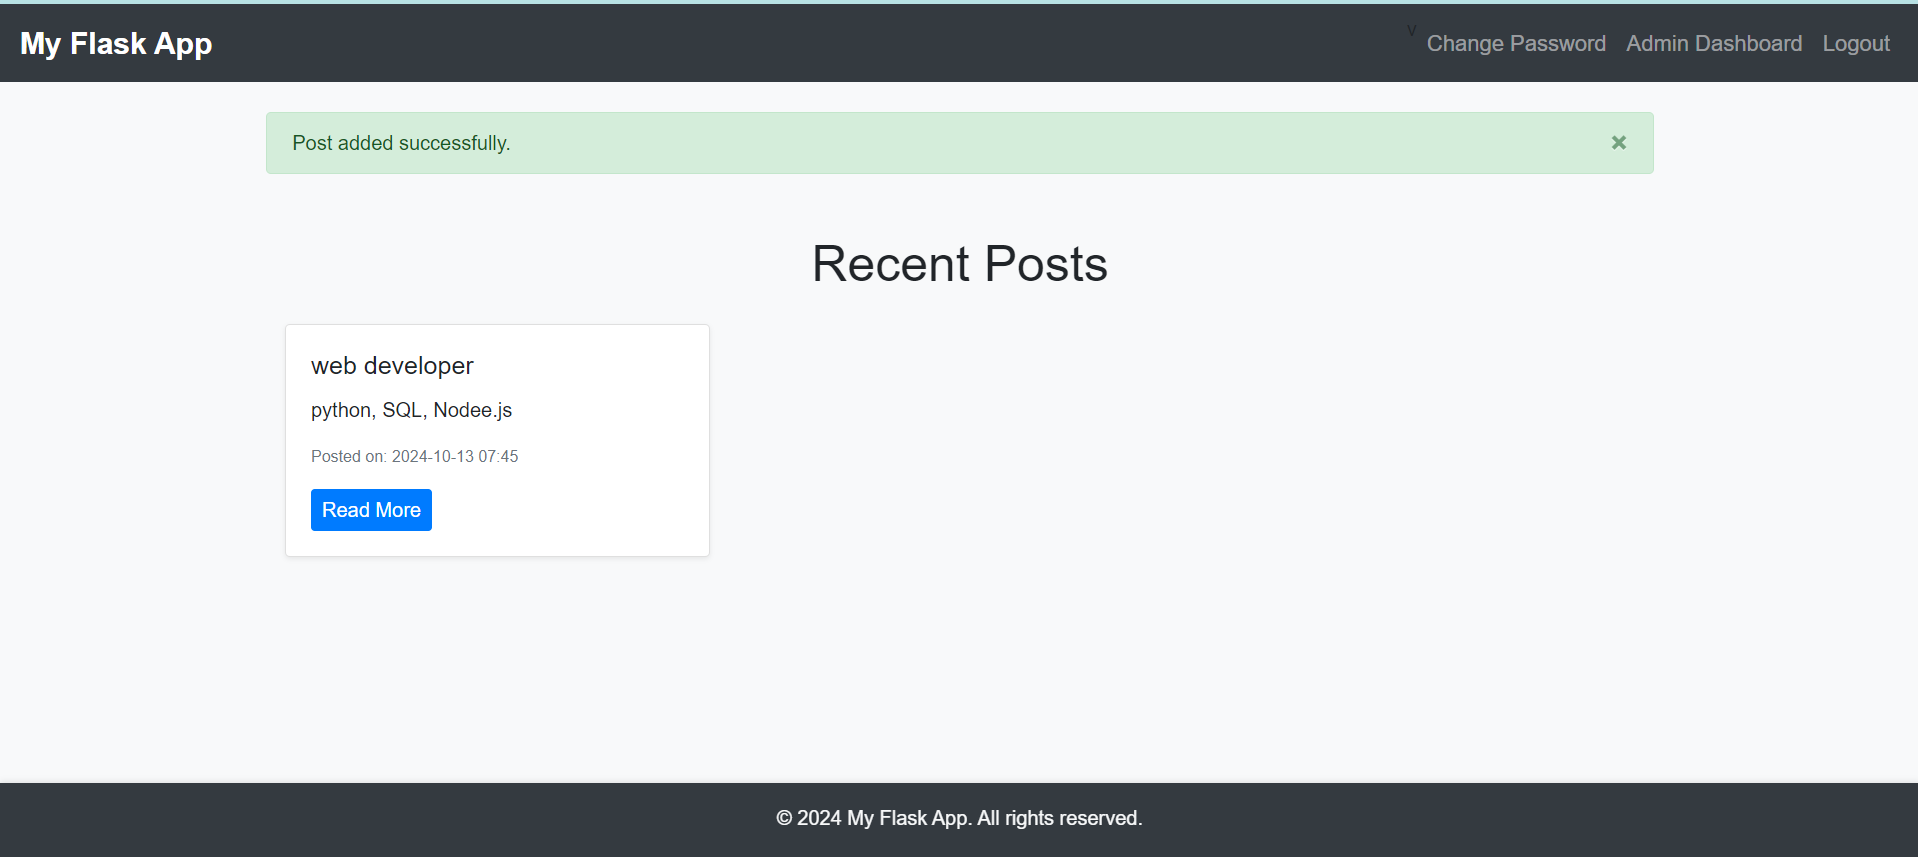 My Flask App
v Change Password Admin Dashboard Logout
Post added successfully. ×
Recent Posts
web developer
python, SQL, Nodee.js
Posted on: 2024-10-13 07:45
Read More
© 2024 My Flask App. All rights reserved.